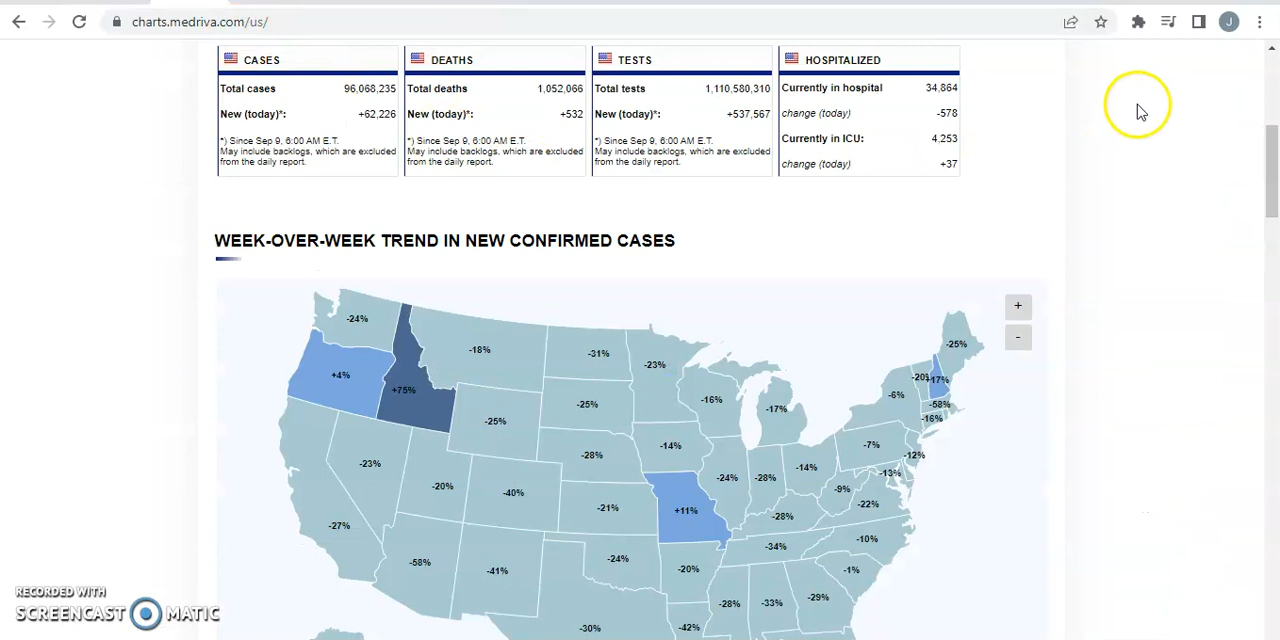 charts.medriva.com/us/
J
CASES
Total cases 96,068,235
New (today)*: +62,226
*) Since Sep 9, 6:00 AM E.T.
May include backlogs, which are excluded
from the daily report.
DEATHS
Total deaths 1,052,066
New (today)*: +532
*) Since Sep 9, 6:00 AM E.T.
May include backlogs, which are excluded
from the daily report.
TESTS
Total tests 1,110,580,310
New (today)*: +537,567
*) Since Sep 9, 6:00 AM E.T.
May include backlogs, which are excluded
from the daily report.
HOSPITALIZED
Currently in hospital 34,864
change (today) -578
Currently in ICU: 4,253
change (today) +37
WEEK-OVER-WEEK TREND IN NEW CONFIRMED CASES
+
-
-24%
-18%
-31%
-23%
-25%
+4%
+75%
-25%
-25%
-16%
-17%
-6%
-20
+17%
-58%
-16%
-23%
-20%
-40%
-28%
-14%
-24%
-28%
-14%
-7%
-12%
-13%
-27%
-21%
+11%
-28%
-9%
-22%
-58%
-41%
-24%
-20%
-34%
-10%
-1%
-30%
-42%
-28%
-33%
-29%
RECORDED WITH
SCREENCAST MATIC